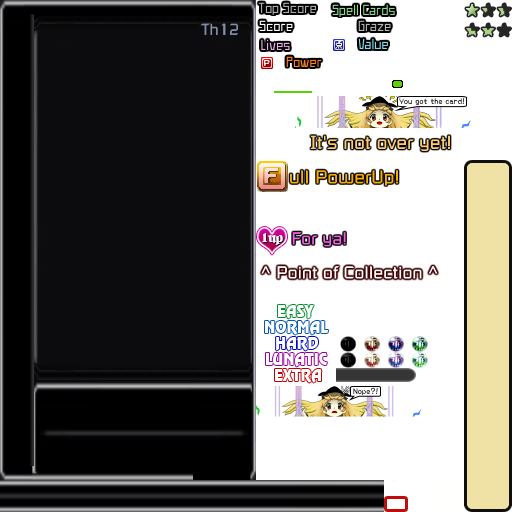 Th12
Top Score
Spell Cards
Score
Graze
Lives
Value
P Power
You got the card!
It's not over yet!
Full PowerUp!
1up For ya!
^ Point of Collection ^
EASY
NORMAL
HARD
LUNATIC
EXTRA
Nope?!